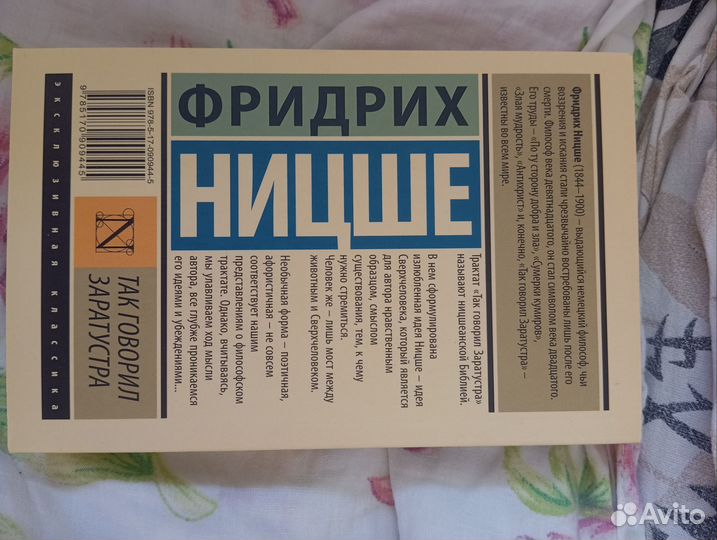 Фридрих Ницше (1844–1900) – выдающийся немецкий философ, чьи
воззрения и искания стали чрезвычайно востребованы лишь после его
смерти. Философ века девятнадцатого, он стал символом века двадцатого.
Его труды – «По ту сторону добра и зла», «Сумерки кумиров»,
«Злая мудрость», «Антихрист» и, конечно, «Так говорил Заратустра» –
известны во всем мире.
ФРИДРИХ
НИЦШЕ
Трактат «Так говорил Заратустра»
называют ницшеанской Библией.
В нем сформулирована
излюбленная идея Ницше – идея
Сверхчеловека, который является
для автора нравственным
образцом, смыслом
существования, тем, к чему
нужно стремиться.
Человек же – лишь мост между
животным и Сверхчеловеком.
Необычная форма – поэтичная,
афористичная – не совсем
соответствует нашим
представлениям о философском
трактате. Однако, вчитываясь,
мы улавливаем ход мысли
автора, все глубже проникаемся
его идеями и убеждениями...
ISBN 978-5-17-090944-5
9 785170 909445
N
ТАК ГОВОРИЛ
ЗАРАТУСТРА
ЭКСКЛЮЗИВНАЯ КЛАССИКА
Avito